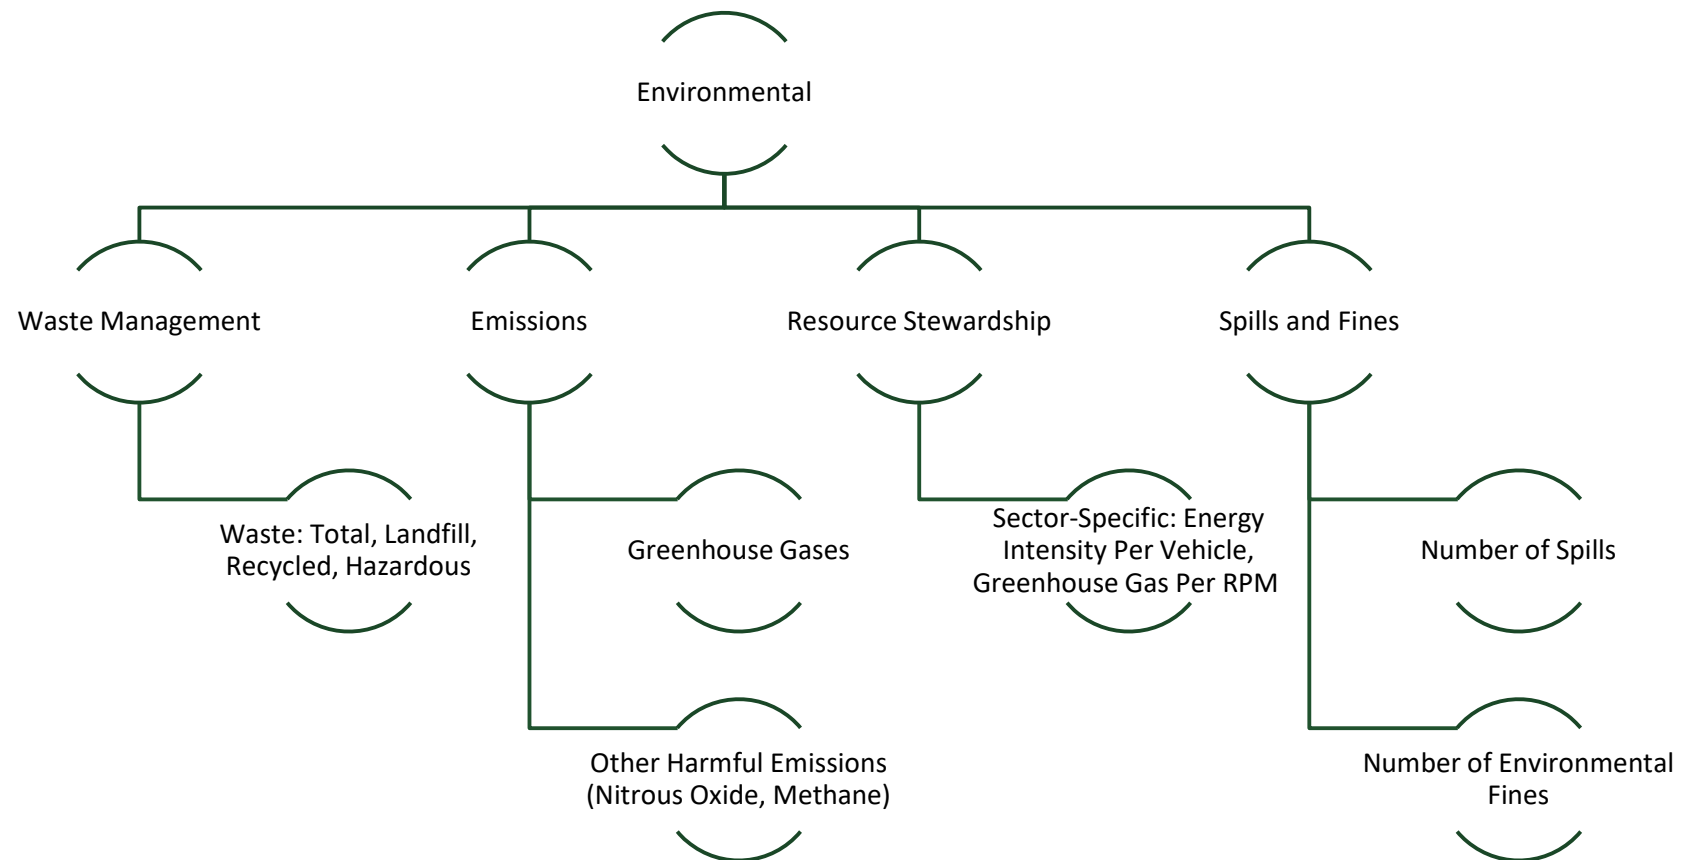 Environmental
Waste Management
Emissions
Resource Stewardship
Spills and Fines
Waste: Total, Landfill,
Recycled, Hazardous
Greenhouse Gases
Sector-Specific: Energy
Intensity Per Vehicle,
Greenhouse Gas Per RPM
Number of Spills
Other Harmful Emissions
(Nitrous Oxide, Methane)
Number of Environmental
Fines